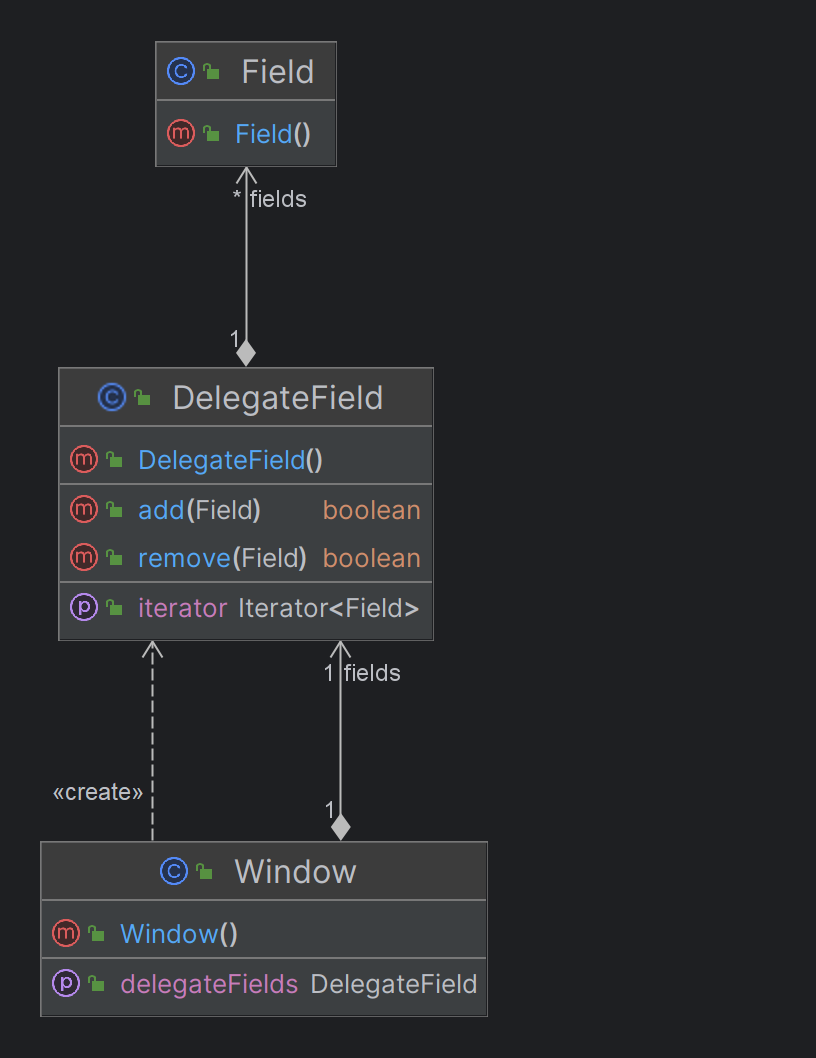 C Field
m Field()
* fields
1
C DelegateField
m DelegateField()
m add(Field) boolean
m remove(Field) boolean
p iterator Iterator<Field>
1 fields
«create»
1
C Window
m Window()
p delegateFields DelegateField